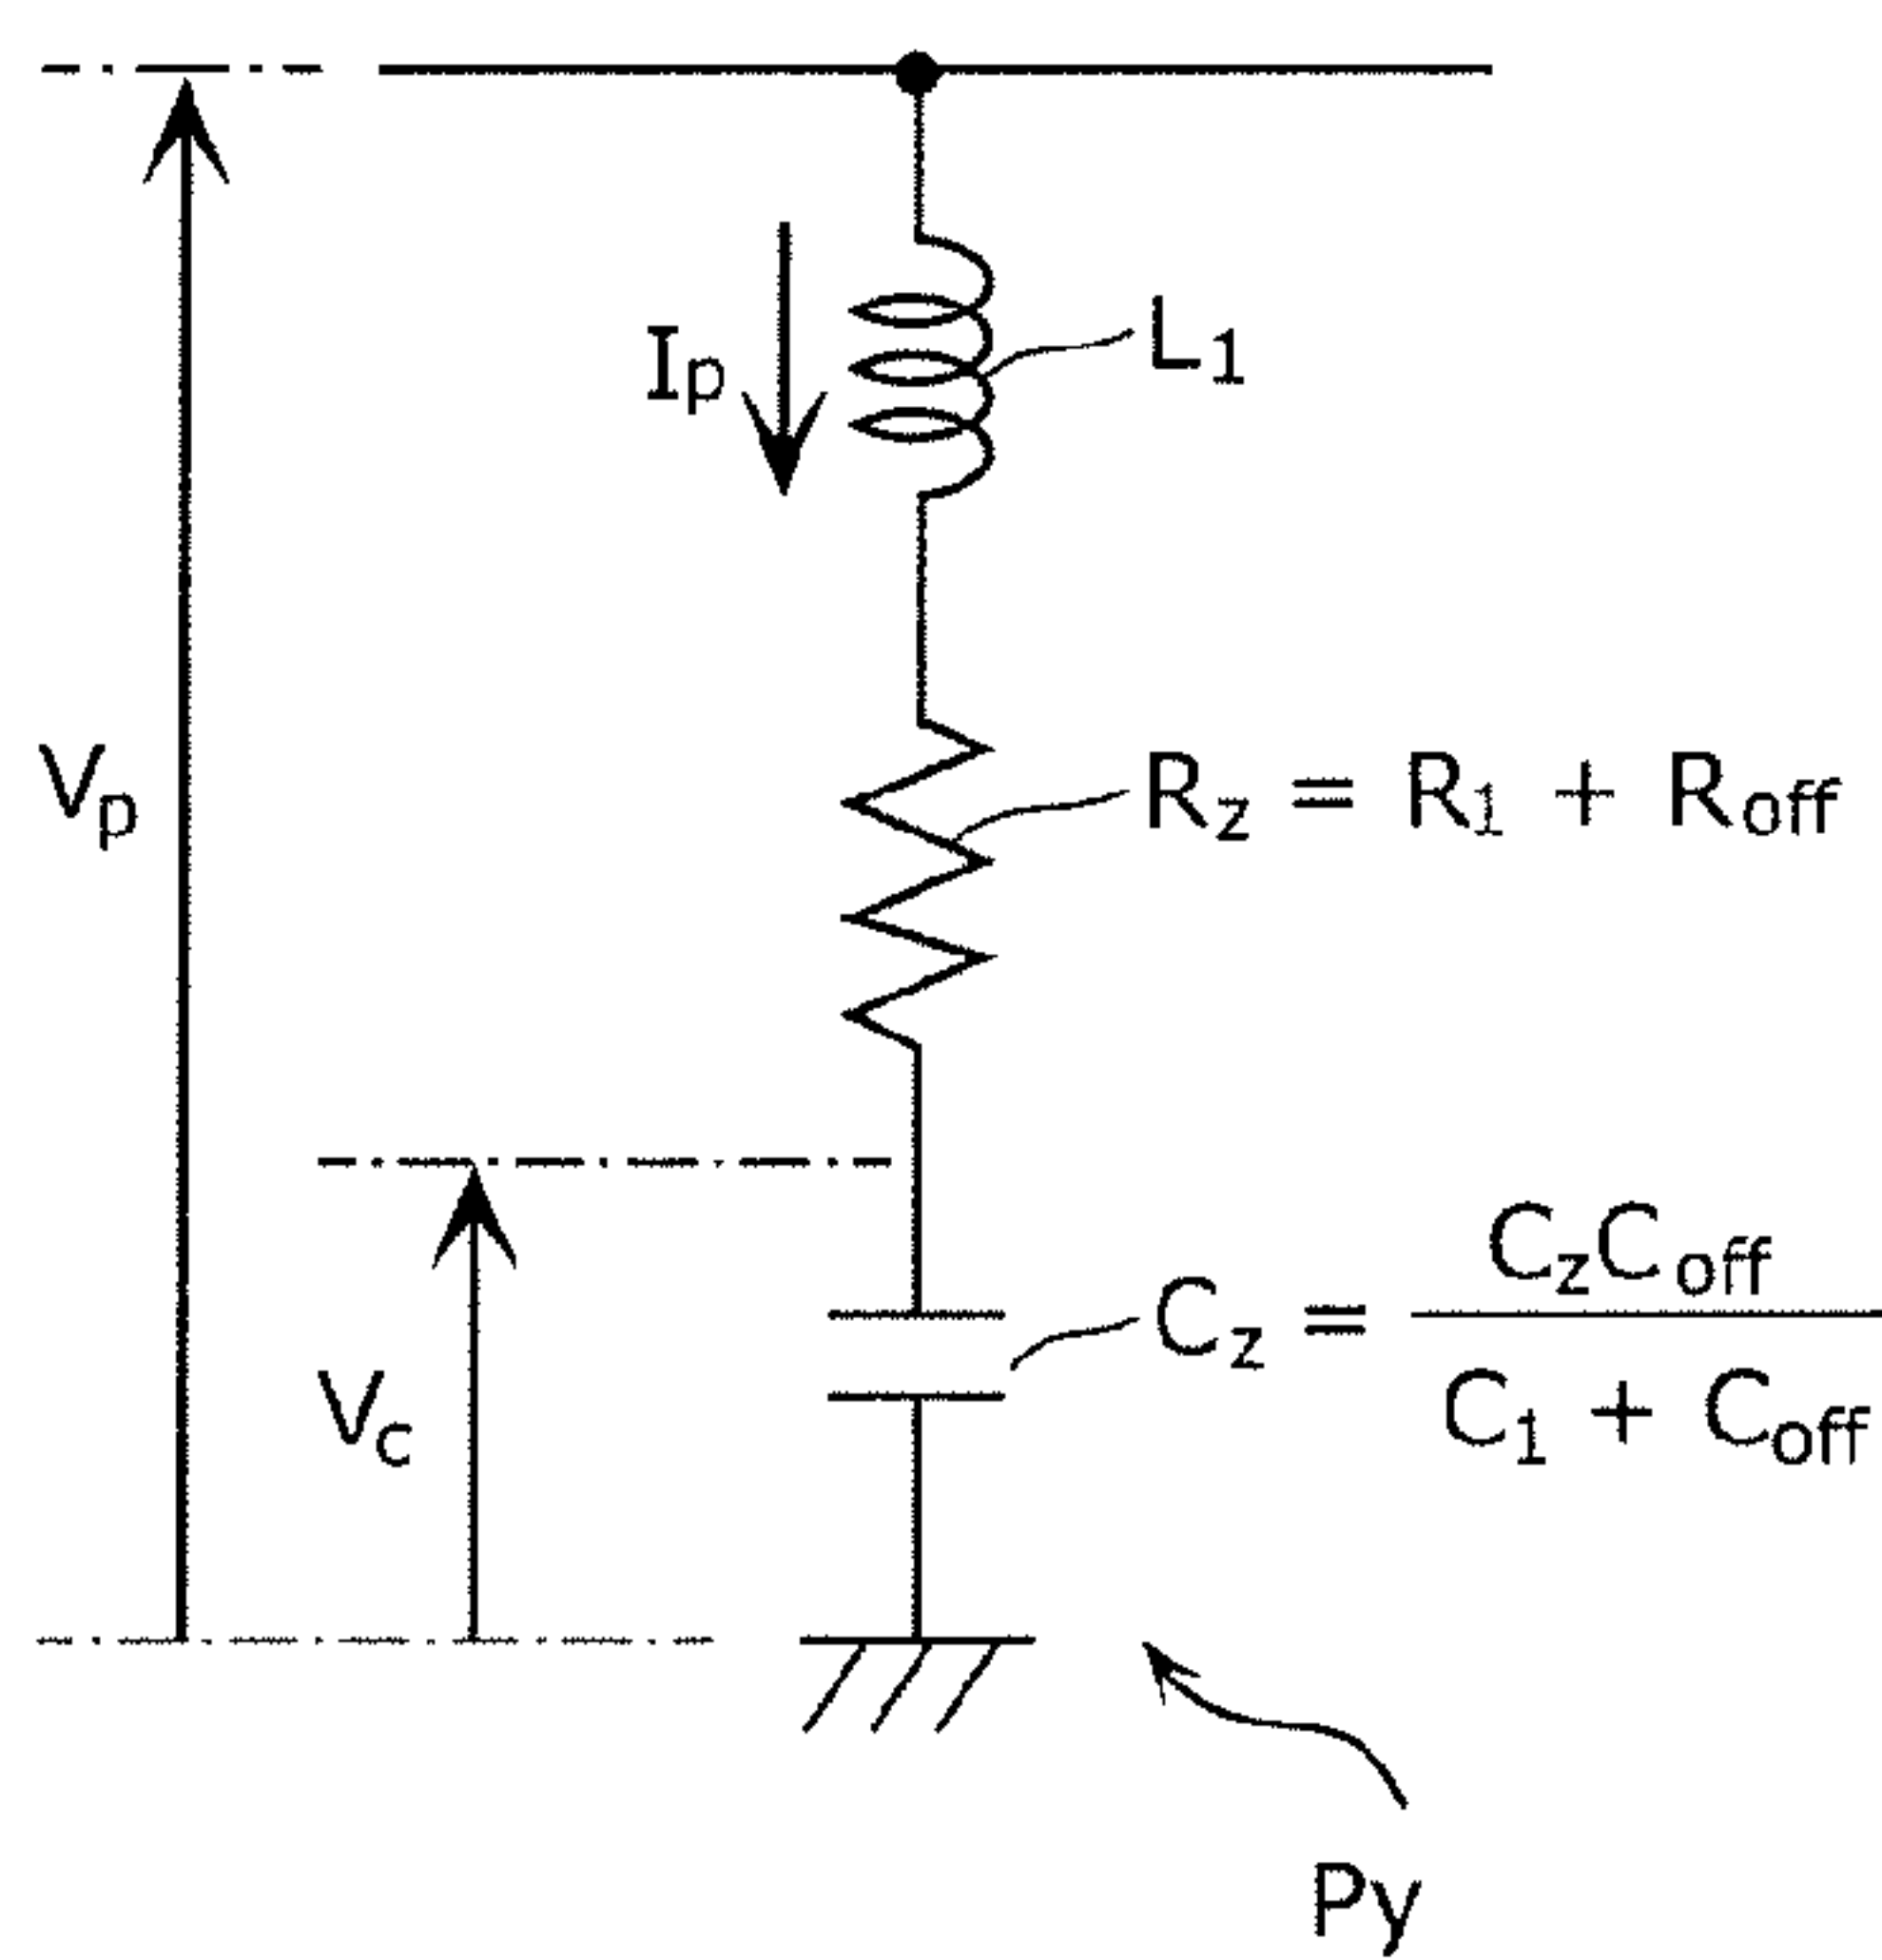 Ip
L1
Vp
Rz = R1 + Roff
Vc
Cz = CzCoff
C1 + Coff
Py